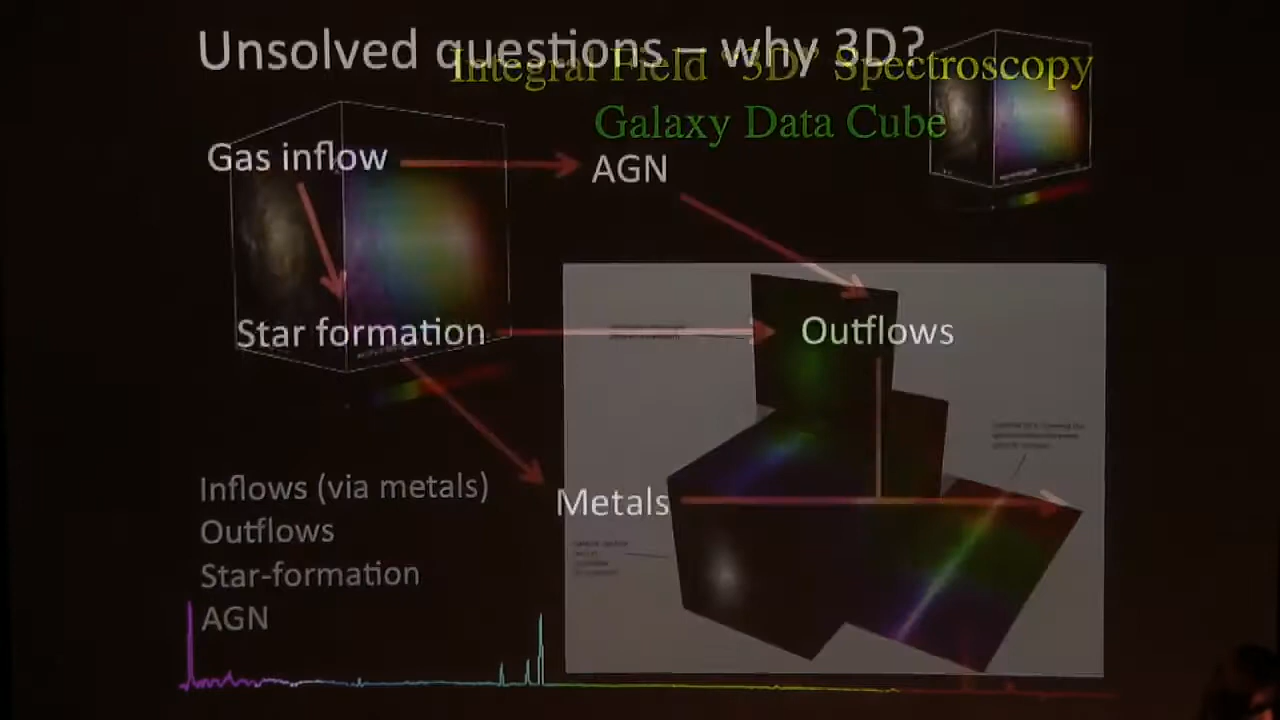 Unsolved questions – why 3D?
Integral Field "3D" Spectroscopy
Galaxy Data Cube
Gas inflow
AGN
Star formation
Outflows
Metals
Inflows (via metals)
Outflows
Star-formation
AGN